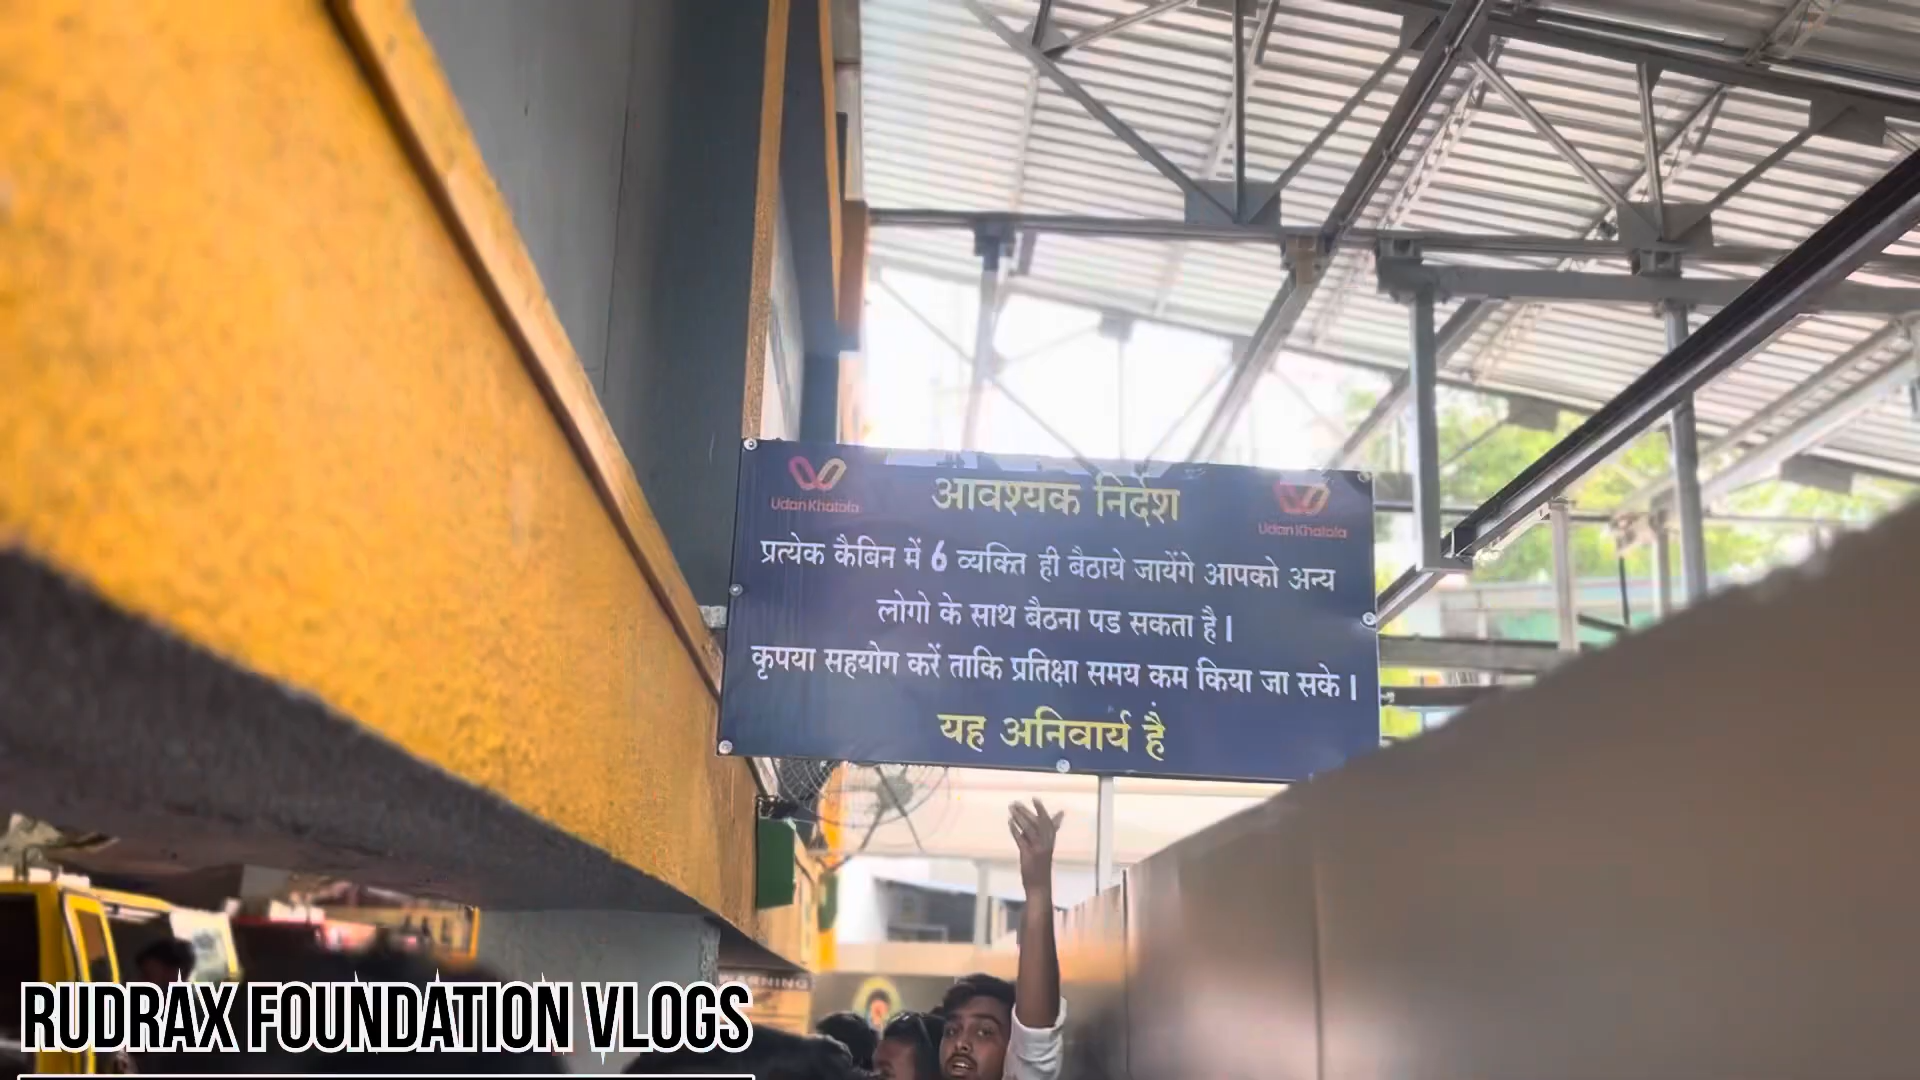 Udan Khatola
आवश्यक निर्देश
Udan Khatola
प्रत्येक कैबिन में 6 व्यक्ति ही बैठाये जायेंगे आपको अन्य
लोगो के साथ बैठना पड सकता है।
कृपया सहयोग करें ताकि प्रतिक्षा समय कम किया जा सके।
यह अनिवार्य है
WARNING
RUDRAX FOUNDATION VLOGS